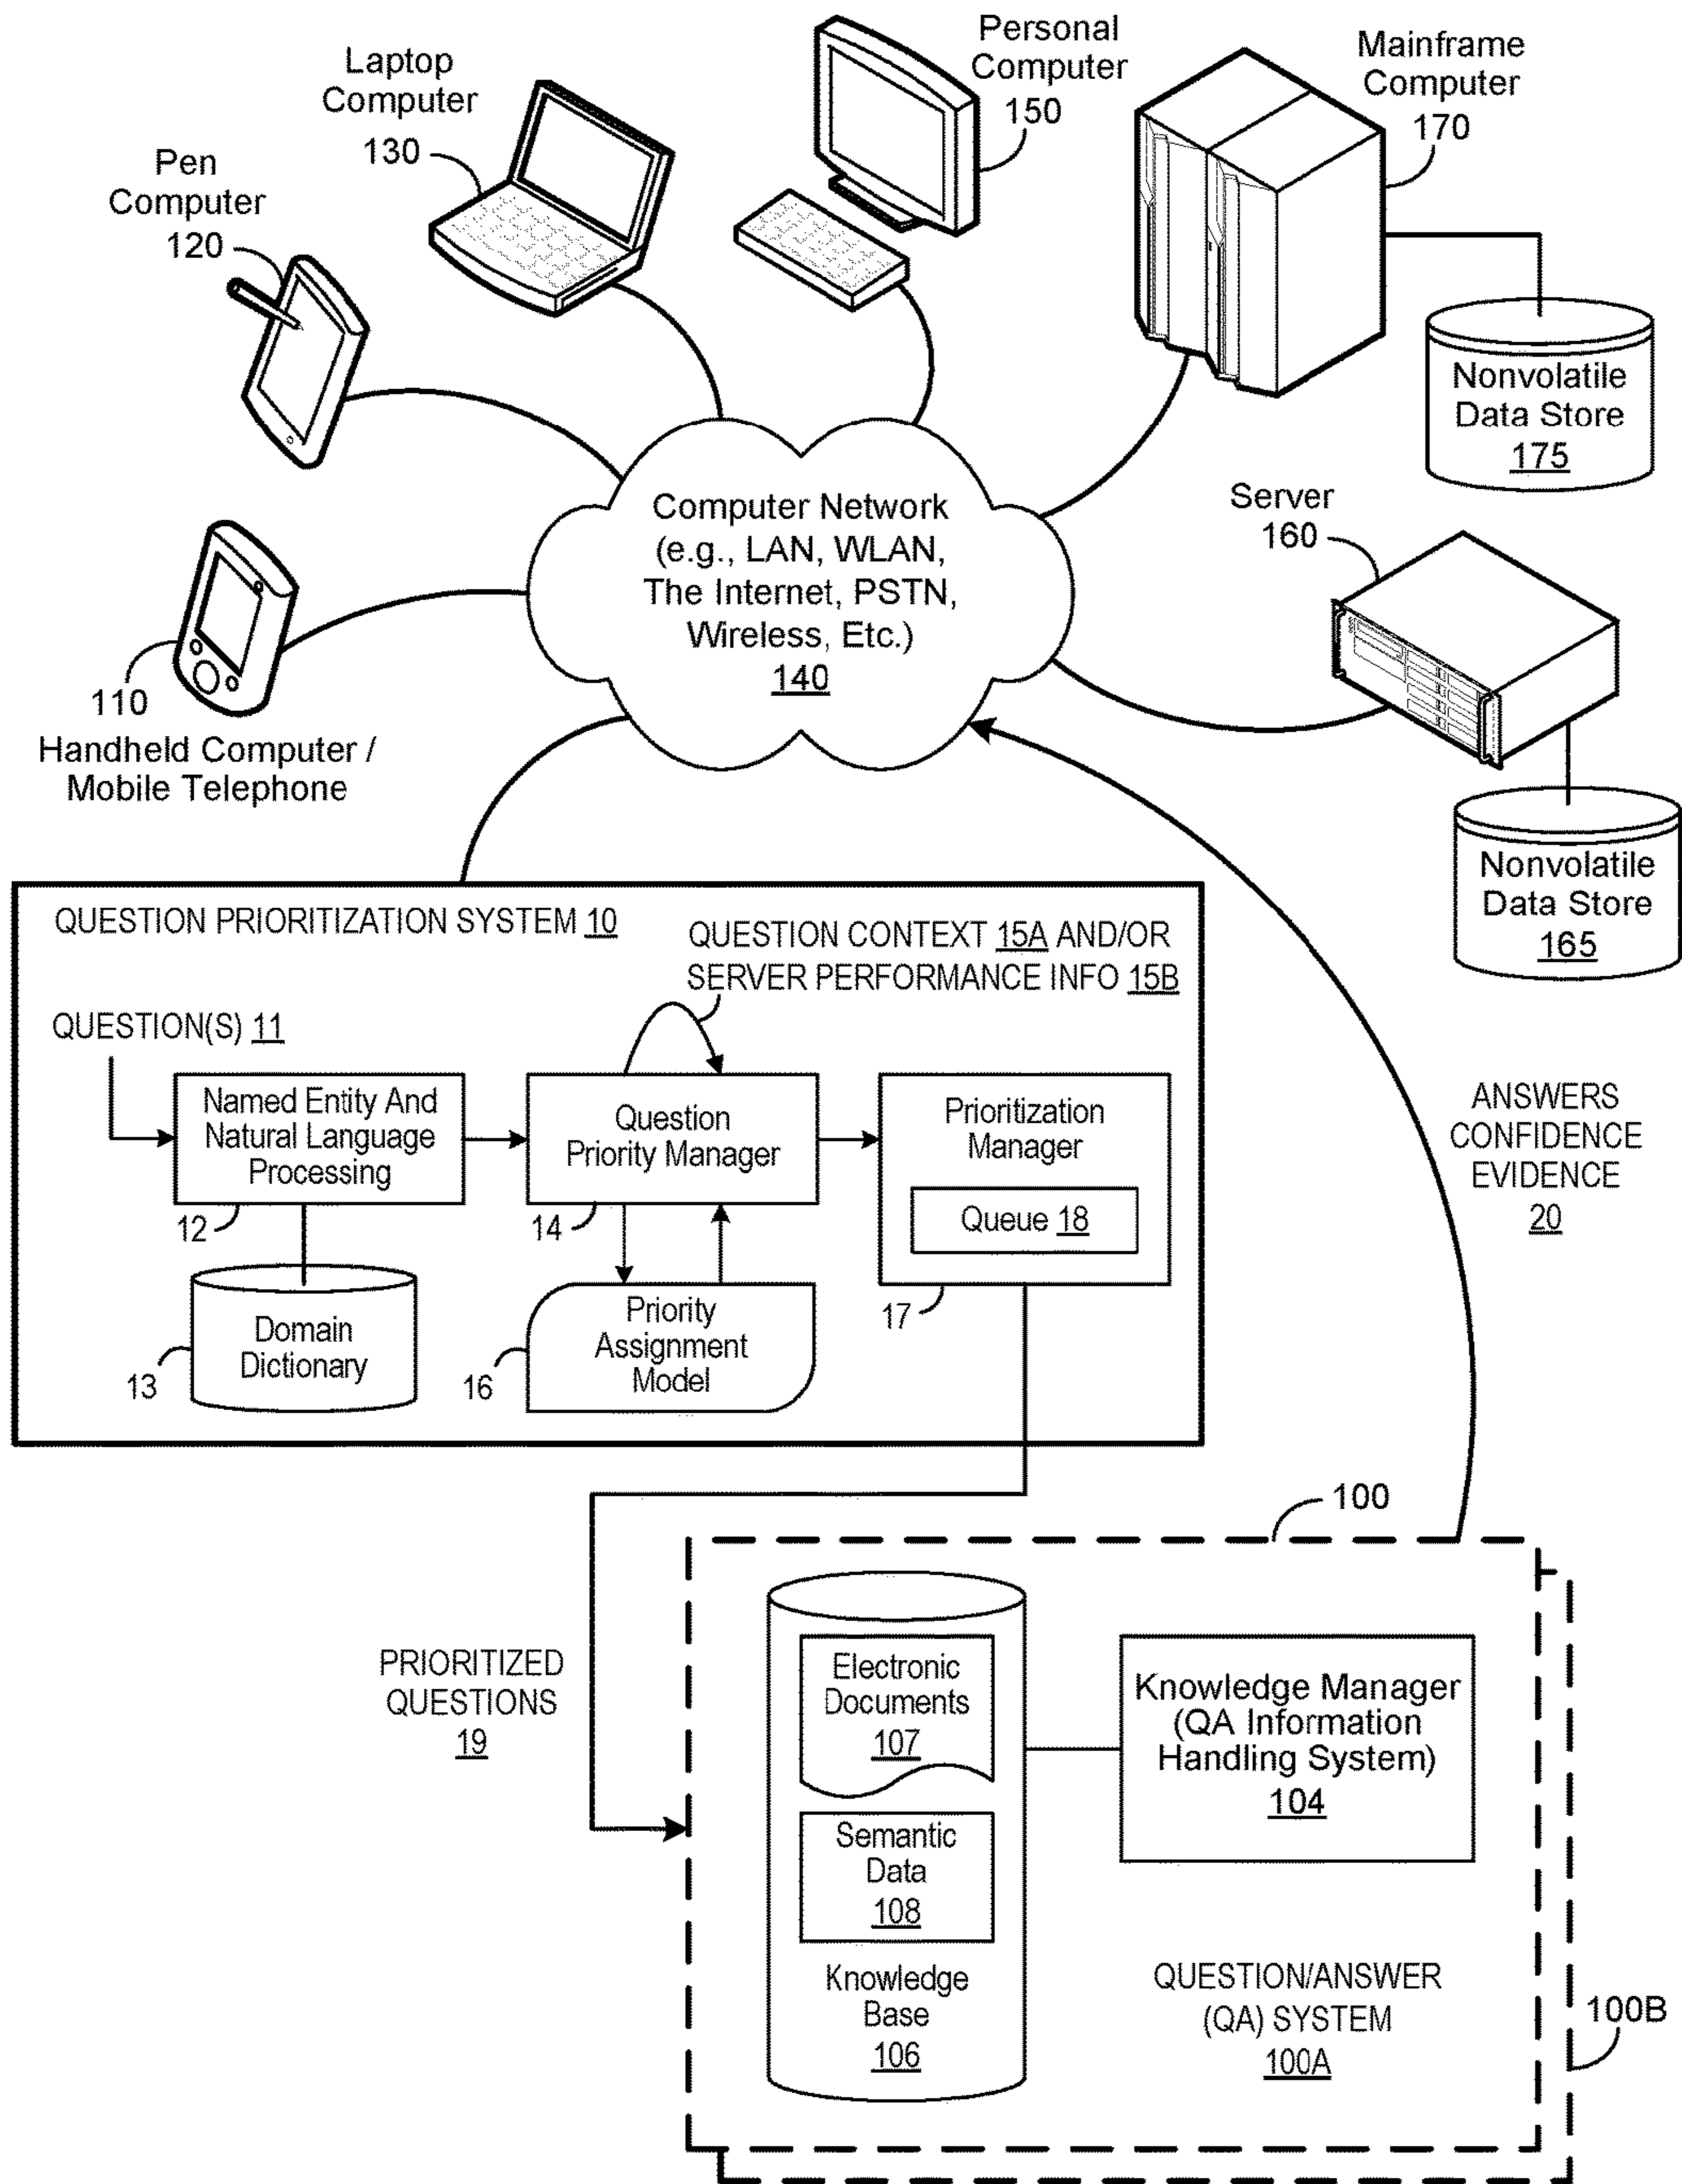 Laptop
Computer
130
Personal
Computer
150
Mainframe
Computer
170
Pen
Computer
120
Nonvolatile
Data Store
175
Computer Network
(e.g., LAN, WLAN,
The Internet, PSTN,
Wireless, Etc.)
140
Server
160
110
Handheld Computer /
Mobile Telephone
Nonvolatile
Data Store
165
QUESTION PRIORITIZATION SYSTEM 10
QUESTION CONTEXT 15A AND/OR
SERVER PERFORMANCE INFO 15B
QUESTION(S) 11
Named Entity And
Natural Language
Processing
12
Question
Priority Manager
14
Prioritization
Manager
Queue 18
17
Domain
Dictionary
13
Priority
Assignment
Model
16
ANSWERS
CONFIDENCE
EVIDENCE
20
PRIORITIZED
QUESTIONS
19
100
Electronic
Documents
107
Semantic
Data
108
Knowledge
Base
106
Knowledge Manager
(QA Information
Handling System)
104
QUESTION/ANSWER
(QA) SYSTEM
100A
100B